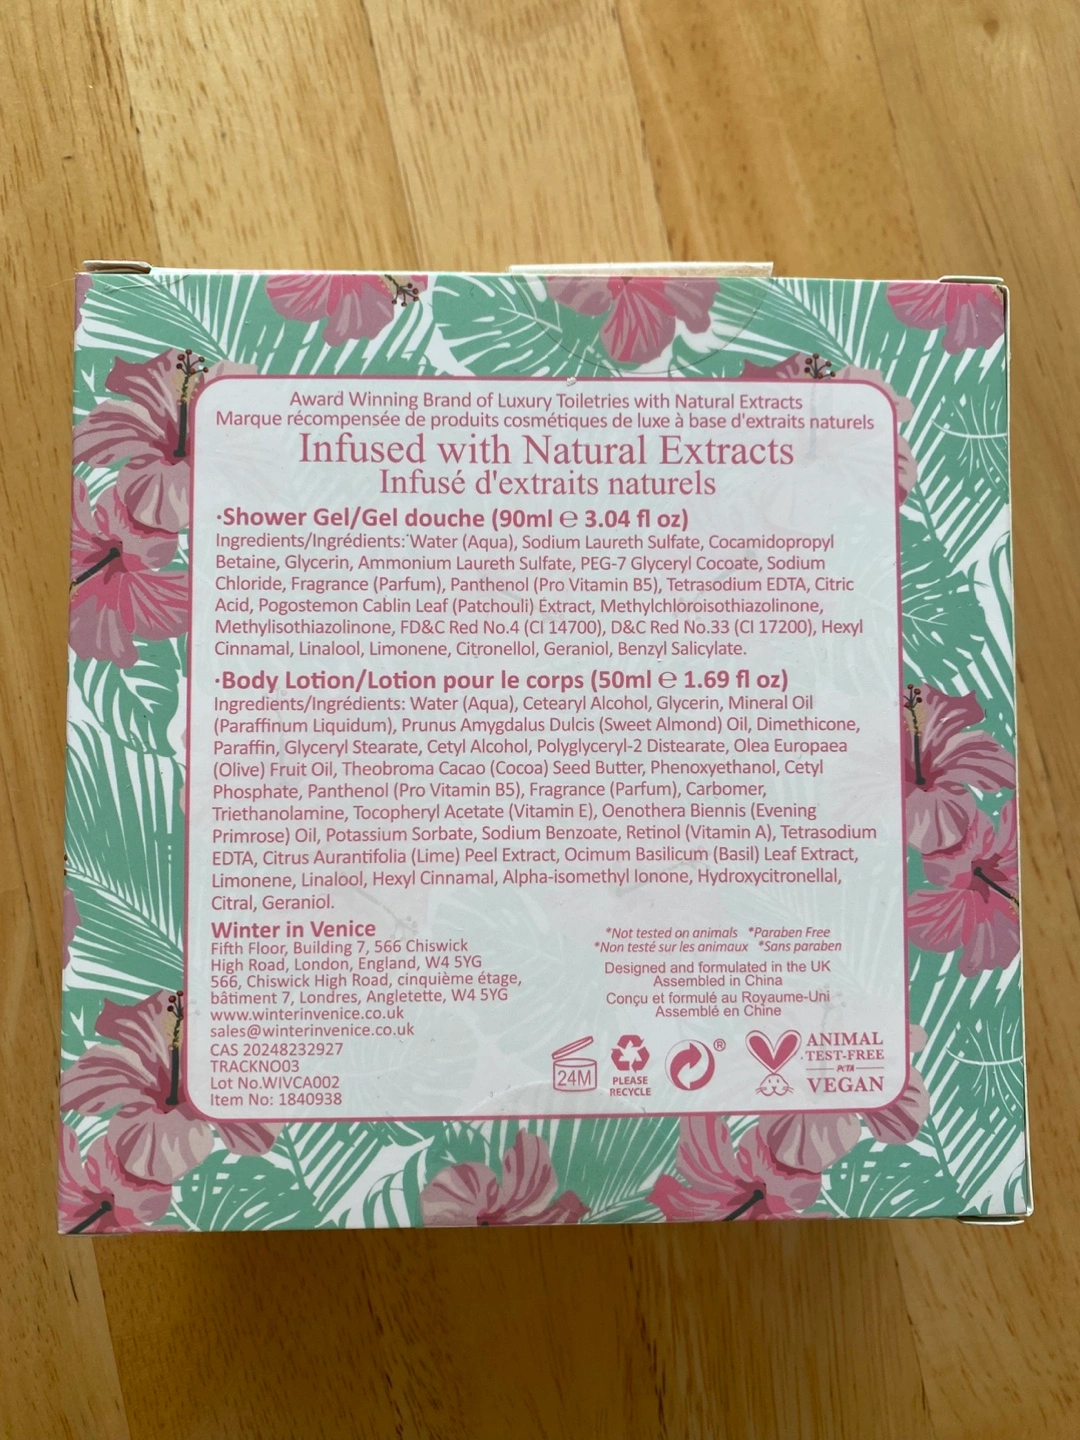 Award Winning Brand of Luxury Toiletries with Natural Extracts
Marque récompensée de produits cosmétiques de luxe à base d'extraits naturels
Infused with Natural Extracts
Infusé d'extraits naturels
·Shower Gel/Gel douche (90ml ℮ 3.04 fl oz)
Ingredients/Ingrédients: Water (Aqua), Sodium Laureth Sulfate, Cocamidopropyl
Betaine, Glycerin, Ammonium Laureth Sulfate, PEG-7 Glyceryl Cocoate, Sodium
Chloride, Fragrance (Parfum), Panthenol (Pro Vitamin B5), Tetrasodium EDTA, Citric
Acid, Pogostemon Cablin Leaf (Patchouli) Extract, Methylchloroisothiazolinone,
Methylisothiazolinone, FD&C Red No.4 (CI 14700), D&C Red No.33 (CI 17200), Hexyl
Cinnamal, Linalool, Limonene, Citronellol, Geraniol, Benzyl Salicylate.
·Body Lotion/Lotion pour le corps (50ml ℮ 1.69 fl oz)
Ingredients/Ingrédients: Water (Aqua), Cetearyl Alcohol, Glycerin, Mineral Oil
(Paraffinum Liquidum), Prunus Amygdalus Dulcis (Sweet Almond) Oil, Dimethicone,
Paraffin, Glyceryl Stearate, Cetyl Alcohol, Polyglyceryl-2 Distearate, Olea Europaea
(Olive) Fruit Oil, Theobroma Cacao (Cocoa) Seed Butter, Phenoxyethanol, Cetyl
Phosphate, Panthenol (Pro Vitamin B5), Fragrance (Parfum), Carbomer,
Triethanolamine, Tocopheryl Acetate (Vitamin E), Oenothera Biennis (Evening
Primrose) Oil, Potassium Sorbate, Sodium Benzoate, Retinol (Vitamin A), Tetrasodium
EDTA, Citrus Aurantifolia (Lime) Peel Extract, Ocimum Basilicum (Basil) Leaf Extract,
Limonene, Linalool, Hexyl Cinnamal, Alpha-isomethyl Ionone, Hydroxycitronellal,
Citral, Geraniol.
Winter in Venice
Fifth Floor, Building 7, 566 Chiswick
High Road, London, England, W4 5YG
566, Chiswick High Road, cinquième étage,
bâtiment 7, Londres, Angletette, W4 5YG
www.winterinvenice.co.uk
sales@winterinvenice.co.uk
CAS 20248232927
TRACKNO03
Lot No.WIVCA002
Item No: 1840938
*Not tested on animals *Paraben Free
*Non testé sur les animaux *Sans paraben
Designed and formulated in the UK
Assembled in China
Conçu et formulé au Royaume-Uni
Assemblé en Chine
24M
PLEASE
RECYCLE
®
ANIMAL
TEST-FREE
PETA
VEGAN